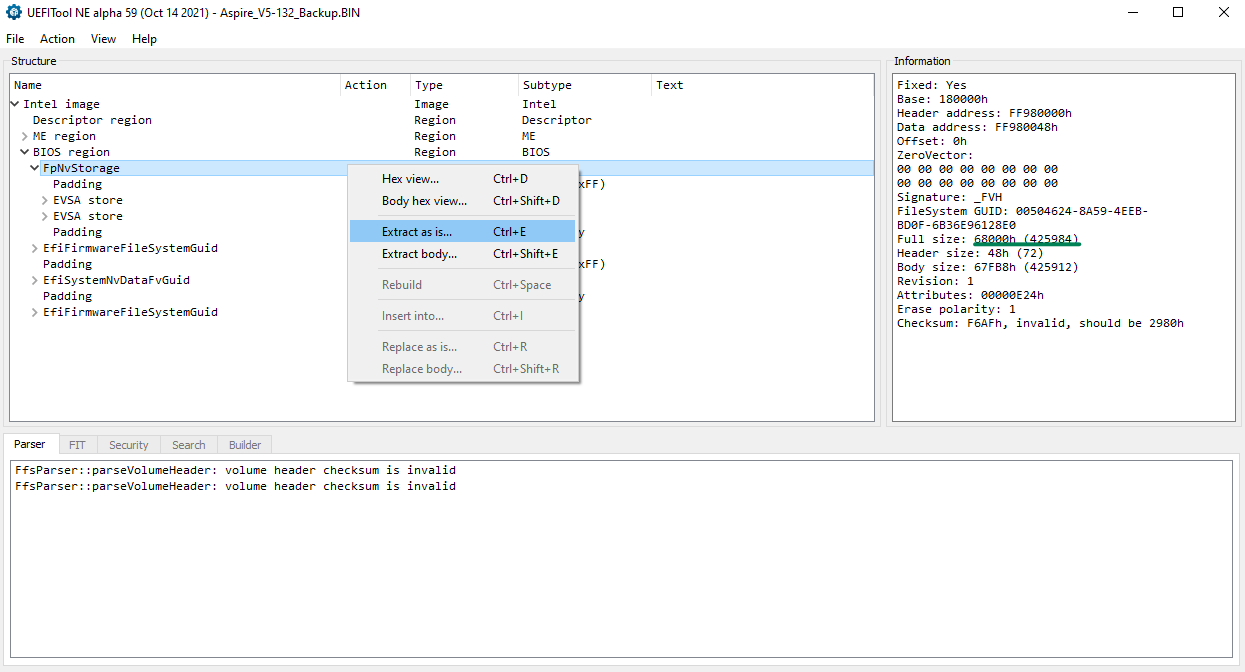 UEFITool NE alpha 59 (Oct 14 2021) - Aspire_V5-132_Backup.BIN
File Action View Help
Structure
Name Action Type Subtype Text
Intel image Image Intel
Descriptor region Region Descriptor
ME region Region ME
BIOS region Region BIOS
FpNvStorage
Padding xFF)
EVSA store
EVSA store
Padding y
EfiFirmwareFileSystemGuid
Padding xFF)
EfiSystemNvDataFvGuid
Padding y
EfiFirmwareFileSystemGuid
Hex view... Ctrl+D
Body hex view... Ctrl+Shift+D
Extract as is... Ctrl+E
Extract body... Ctrl+Shift+E
Rebuild Ctrl+Space
Insert into... Ctrl+I
Replace as is... Ctrl+R
Replace body... Ctrl+Shift+R
Information
Fixed: Yes
Base: 180000h
Header address: FF980000h
Data address: FF980048h
Offset: 0h
ZeroVector:
00 00 00 00 00 00 00 00
00 00 00 00 00 00 00 00
Signature: _FVH
FileSystem GUID: 00504624-8A59-4EEB-
BD0F-6B36E96128E0
Full size: 68000h (425984)
Header size: 48h (72)
Body size: 67FB8h (425912)
Revision: 1
Attributes: 00000E24h
Erase polarity: 1
Checksum: F6AFh, invalid, should be 2980h
Parser FIT Security Search Builder
FfsParser::parseVolumeHeader: volume header checksum is invalid
FfsParser::parseVolumeHeader: volume header checksum is invalid